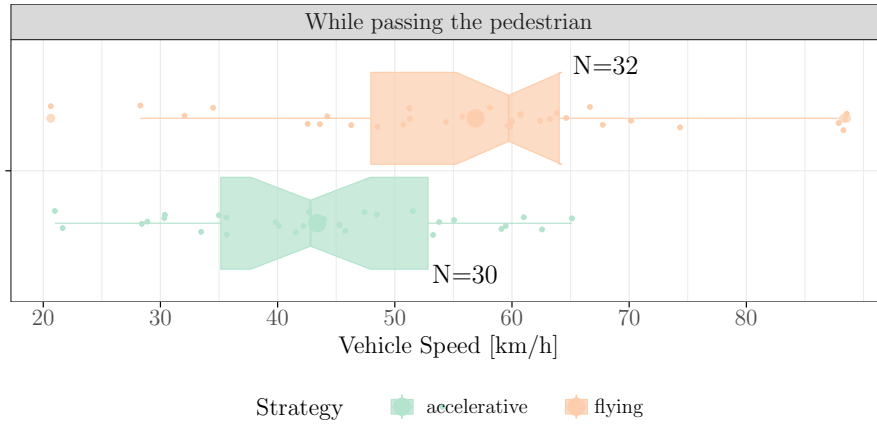 While passing the pedestrian
N=32
N=30
20 30 40 50 60 70 80
Vehicle Speed [km/h]
Strategy accelerative flying